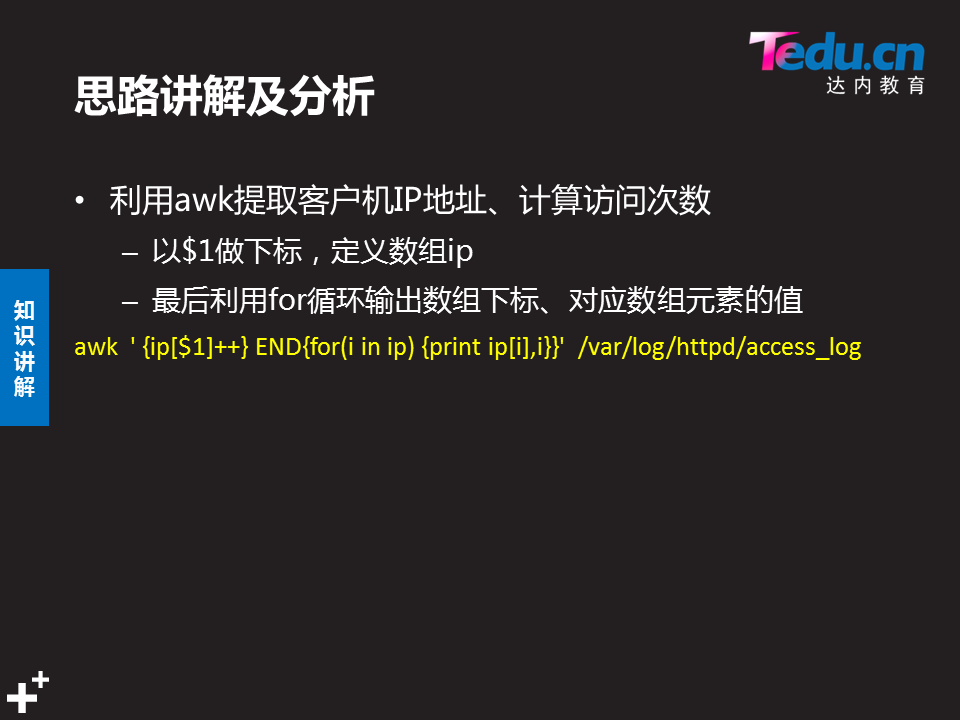 Tedu.cn
达内教育
思路讲解及分析
• 利用awk提取客户机IP地址、计算访问次数
– 以$1做下标，定义数组ip
– 最后利用for循环输出数组下标、对应数组元素的值
awk ' {ip[$1]++} END{for(i in ip) {print ip[i],i}}' /var/log/httpd/access_log
知
识
讲
解